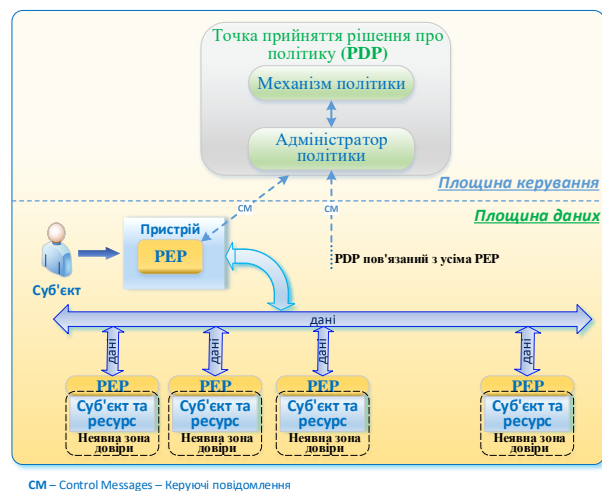 Точка прийняття рішення про
політику (PDP)
Механізм політики
Адміністратор
політики
Площина керування
СМ
СМ
Площина даних
Пристрій
PEP
PDP пов'язаний з усіма PEP
Суб'єкт
дані
дані
дані
дані
дані
PEP
PEP
PEP
PEP
Суб'єкт та
ресурс
Суб'єкт та
ресурс
Суб'єкт та
ресурс
Суб'єкт та
ресурс
Неявна зона
довіри
Неявна зона
довіри
Неявна зона
довіри
Неявна зона
довіри
СМ – Control Messages – Керуючі повідомлення